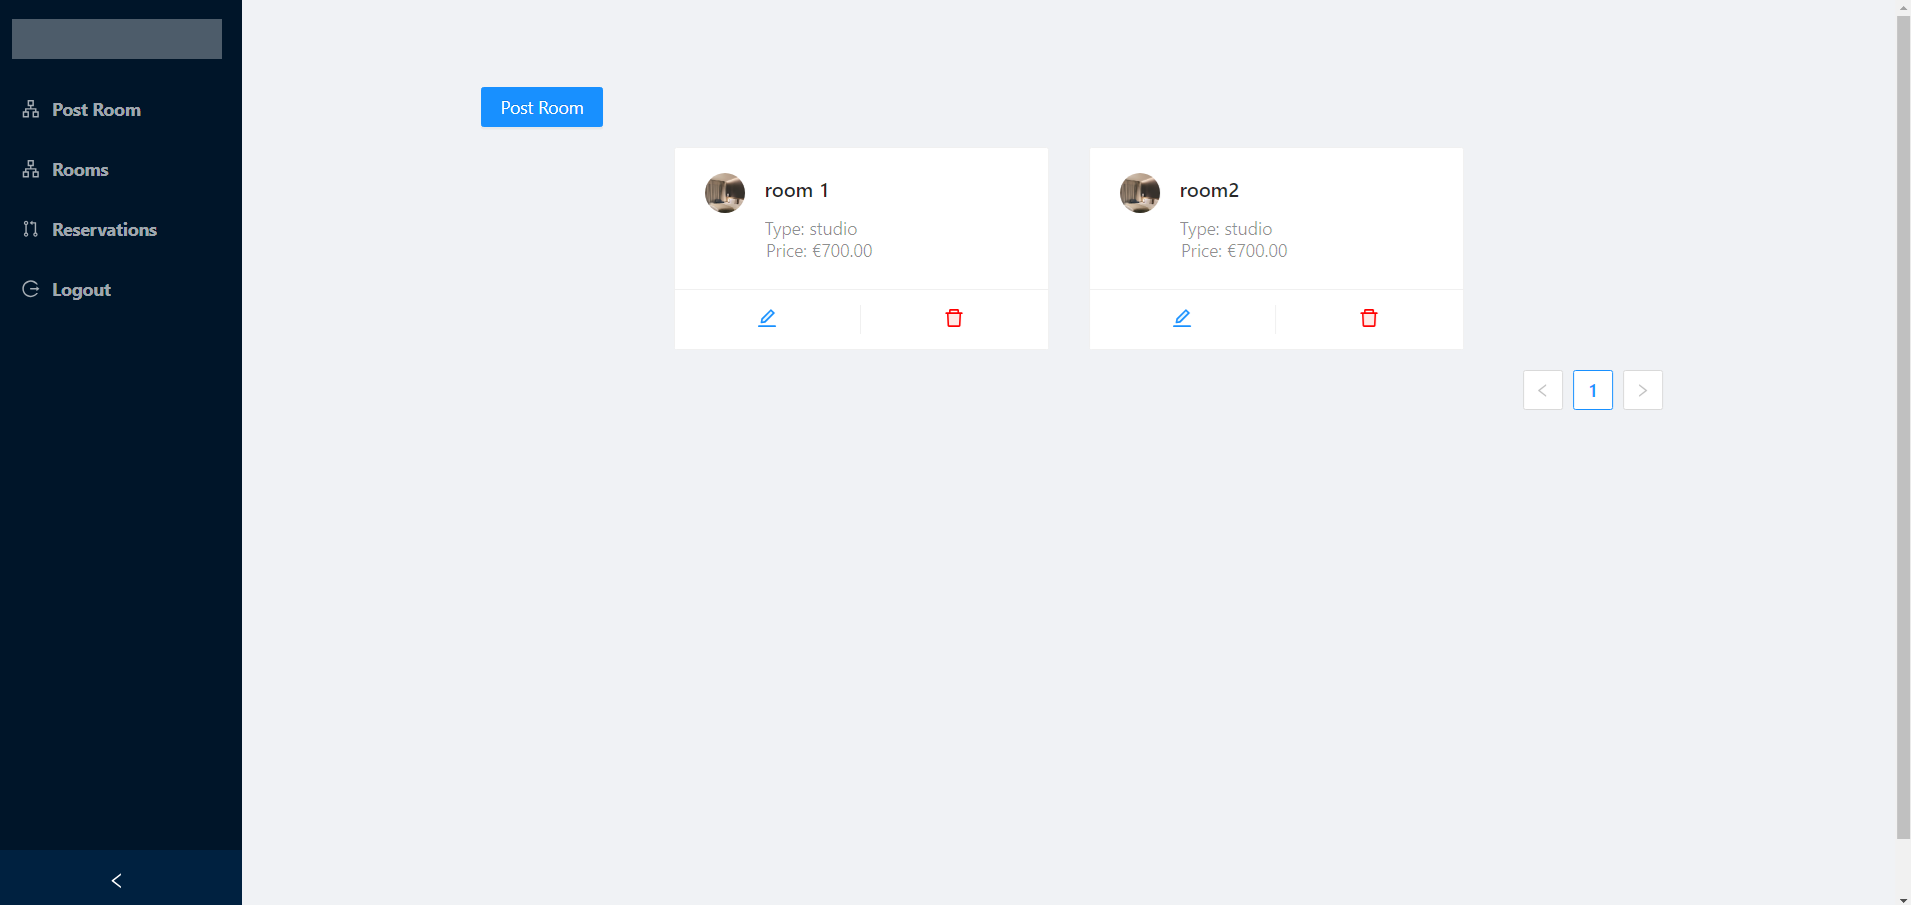 Post Room
Rooms
Reservations
Logout
Post Room
room 1
Type: studio
Price: €700.00
room2
Type: studio
Price: €700.00
1